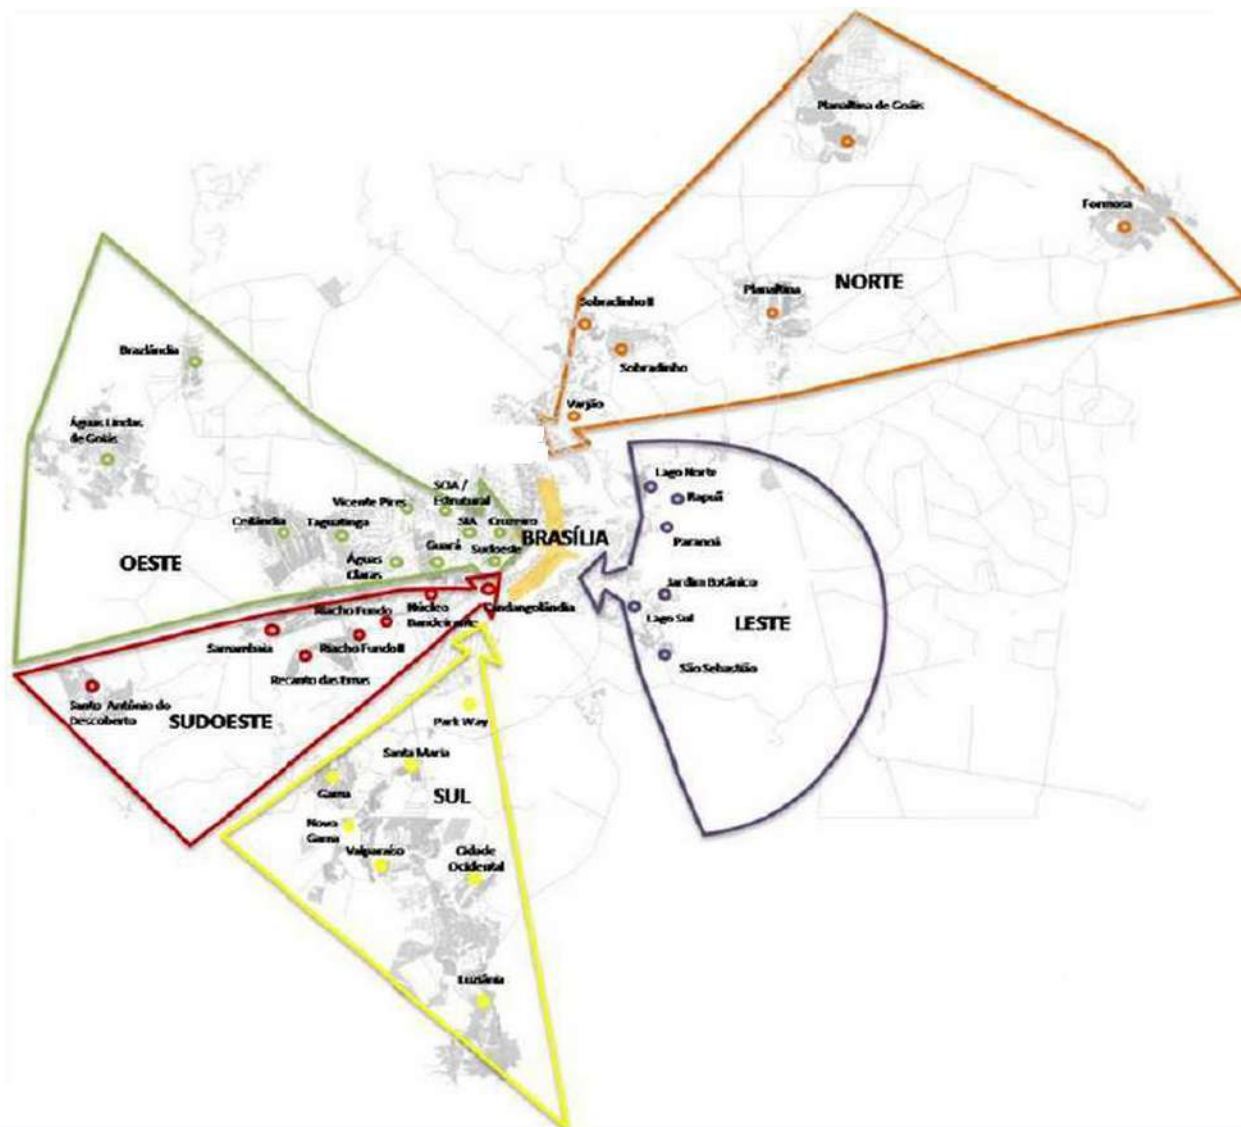 Planaltina de Goiás
Formosa
NORTE
Planaltina
Sobradinho II
Sobradinho
Varjão
Brazlândia
Águas Lindas
de Goiás
SCIA /
Estrutural
Vicente Pires
Ceilândia
Taguatinga
SIA
Cruzeiro
Guará
Sudoeste
Águas
Claras
OESTE
BRASÍLIA
Lago Norte
Itapuã
Paranoá
Jardim Botânico
Lago Sul
LESTE
São Sebastião
Candangolândia
Núcleo
Bandeirante
Riacho Fundo
Samambaia
Riacho Fundo II
Recanto das Emas
Santo Antônio do
Descoberto
SUDOESTE
Park Way
Santa Maria
Gama
SUL
Novo
Gama
Valparaíso
Cidade
Ocidental
Luziânia